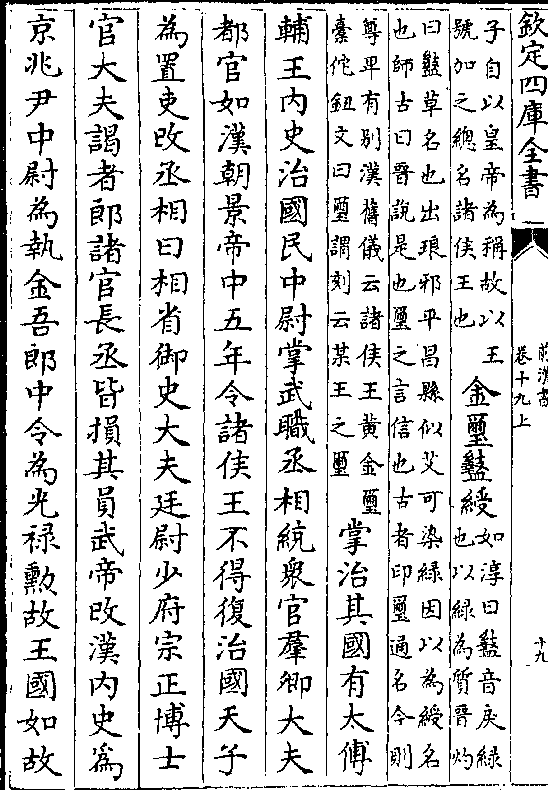 欽定四庫全書
前漢書
卷十九上
十九
子自以皇帝為稱故以王
號加之總名諸侯王也
金璽盭綬
如淳曰盭音戾綠
也以綠為質晉灼
曰盭草名也出琅邪平昌縣似艾可染綠因以為綬名
也師古曰晉說是也璽之言信也古者印璽通名今則
尊卑有別漢舊儀云諸侯王黃金璽
橐佗鈕文曰璽謂刻云某王之璽
掌治其國有太傅
輔王內史治國民中尉掌武職丞相統衆官羣卿大夫
都官如漢朝景帝中五年令諸侯王不得復治國天子
為置吏改丞相曰相省御史大夫廷尉少府宗正博士
官大夫謁者郎諸官長丞皆損其員武帝改漢內史為
京兆尹中尉為執金吾郎中令為光禄勳故王國如故